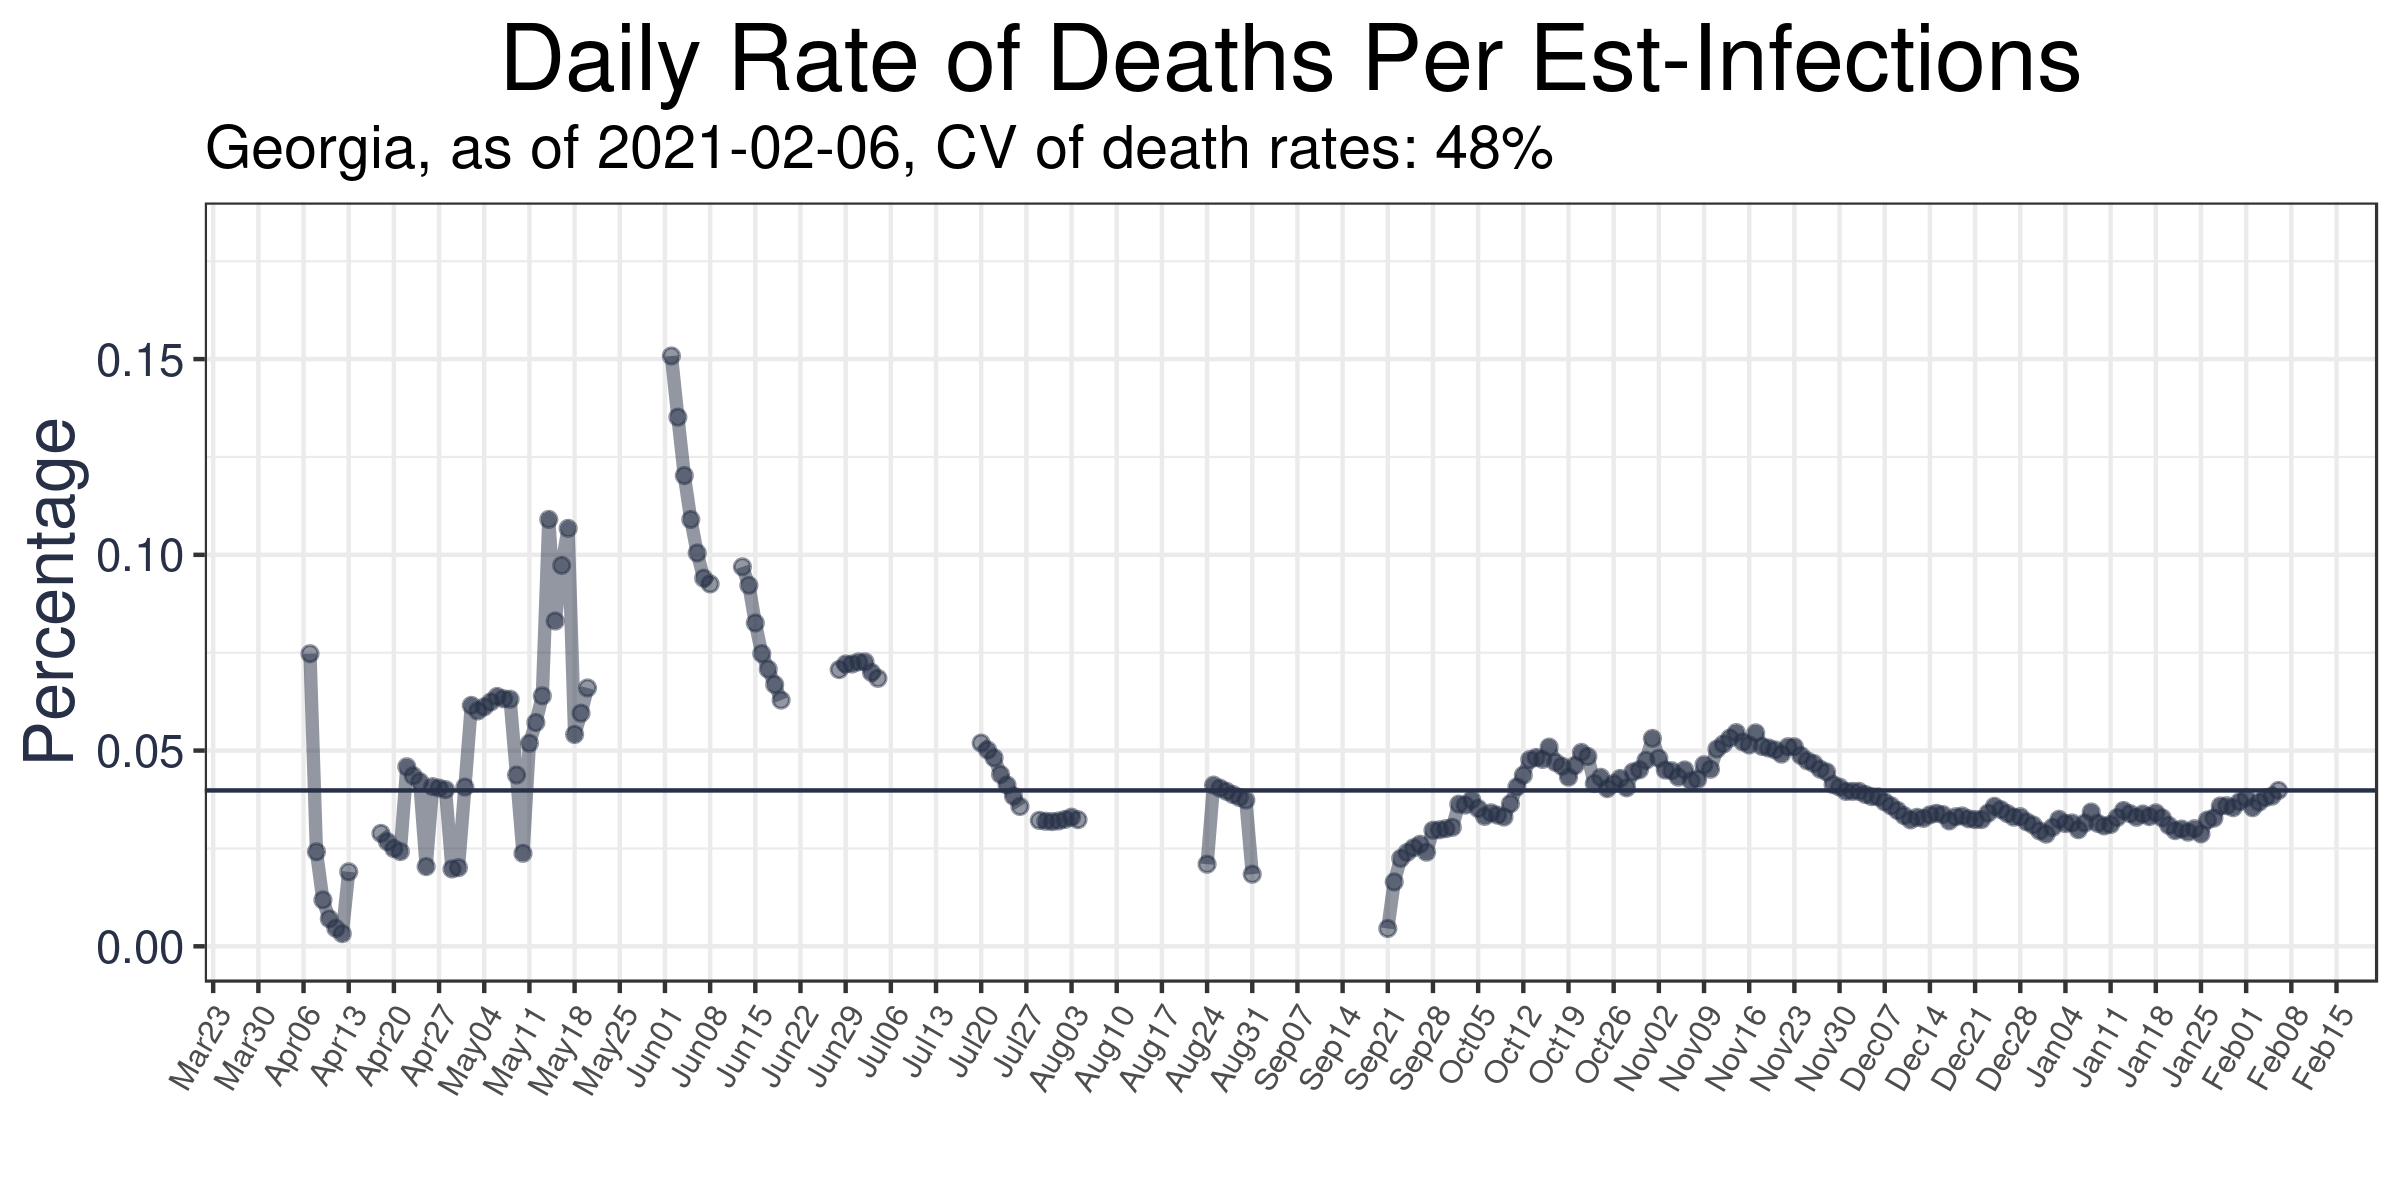 Daily Rate of Deaths Per Est-Infections
Georgia, as of 2021-02-06, CV of death rates: 48%
Percentage
0.15
0.10
0.05
0.00
Mar23 Mar30 Apr06 Apr13 Apr20 Apr27 May04 May11 May18 May25 Jun01 Jun08 Jun15 Jun22 Jun29 Jul06 Jul13 Jul20 Jul27 Aug03 Aug10 Aug17 Aug24 Aug31 Sep07 Sep14 Sep21 Sep28 Oct05 Oct12 Oct19 Oct26 Nov02 Nov09 Nov16 Nov23 Nov30 Dec07 Dec14 Dec21 Dec28 Jan04 Jan11 Jan18 Jan25 Feb01 Feb08 Feb15